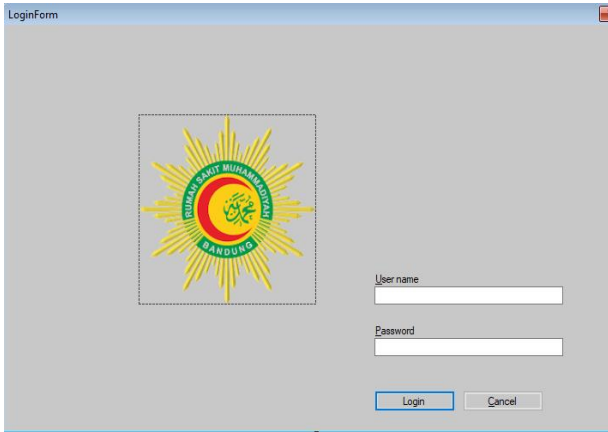 LoginForm
RUMAH SAKIT MUHAMMADIYAH
BANDUNG
User name
Password
Login
Cancel